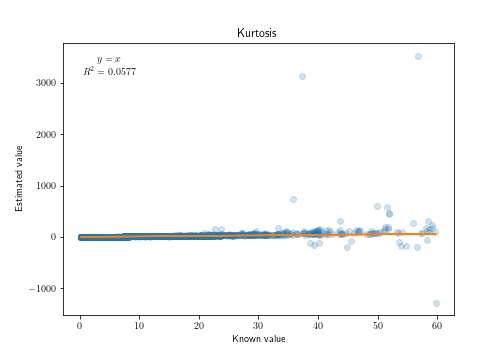 Kurtosis
y = x
R² = 0.0577
Estimated value
3000
2000
1000
0
−1000
0 10 20 30 40 50 60
Known value